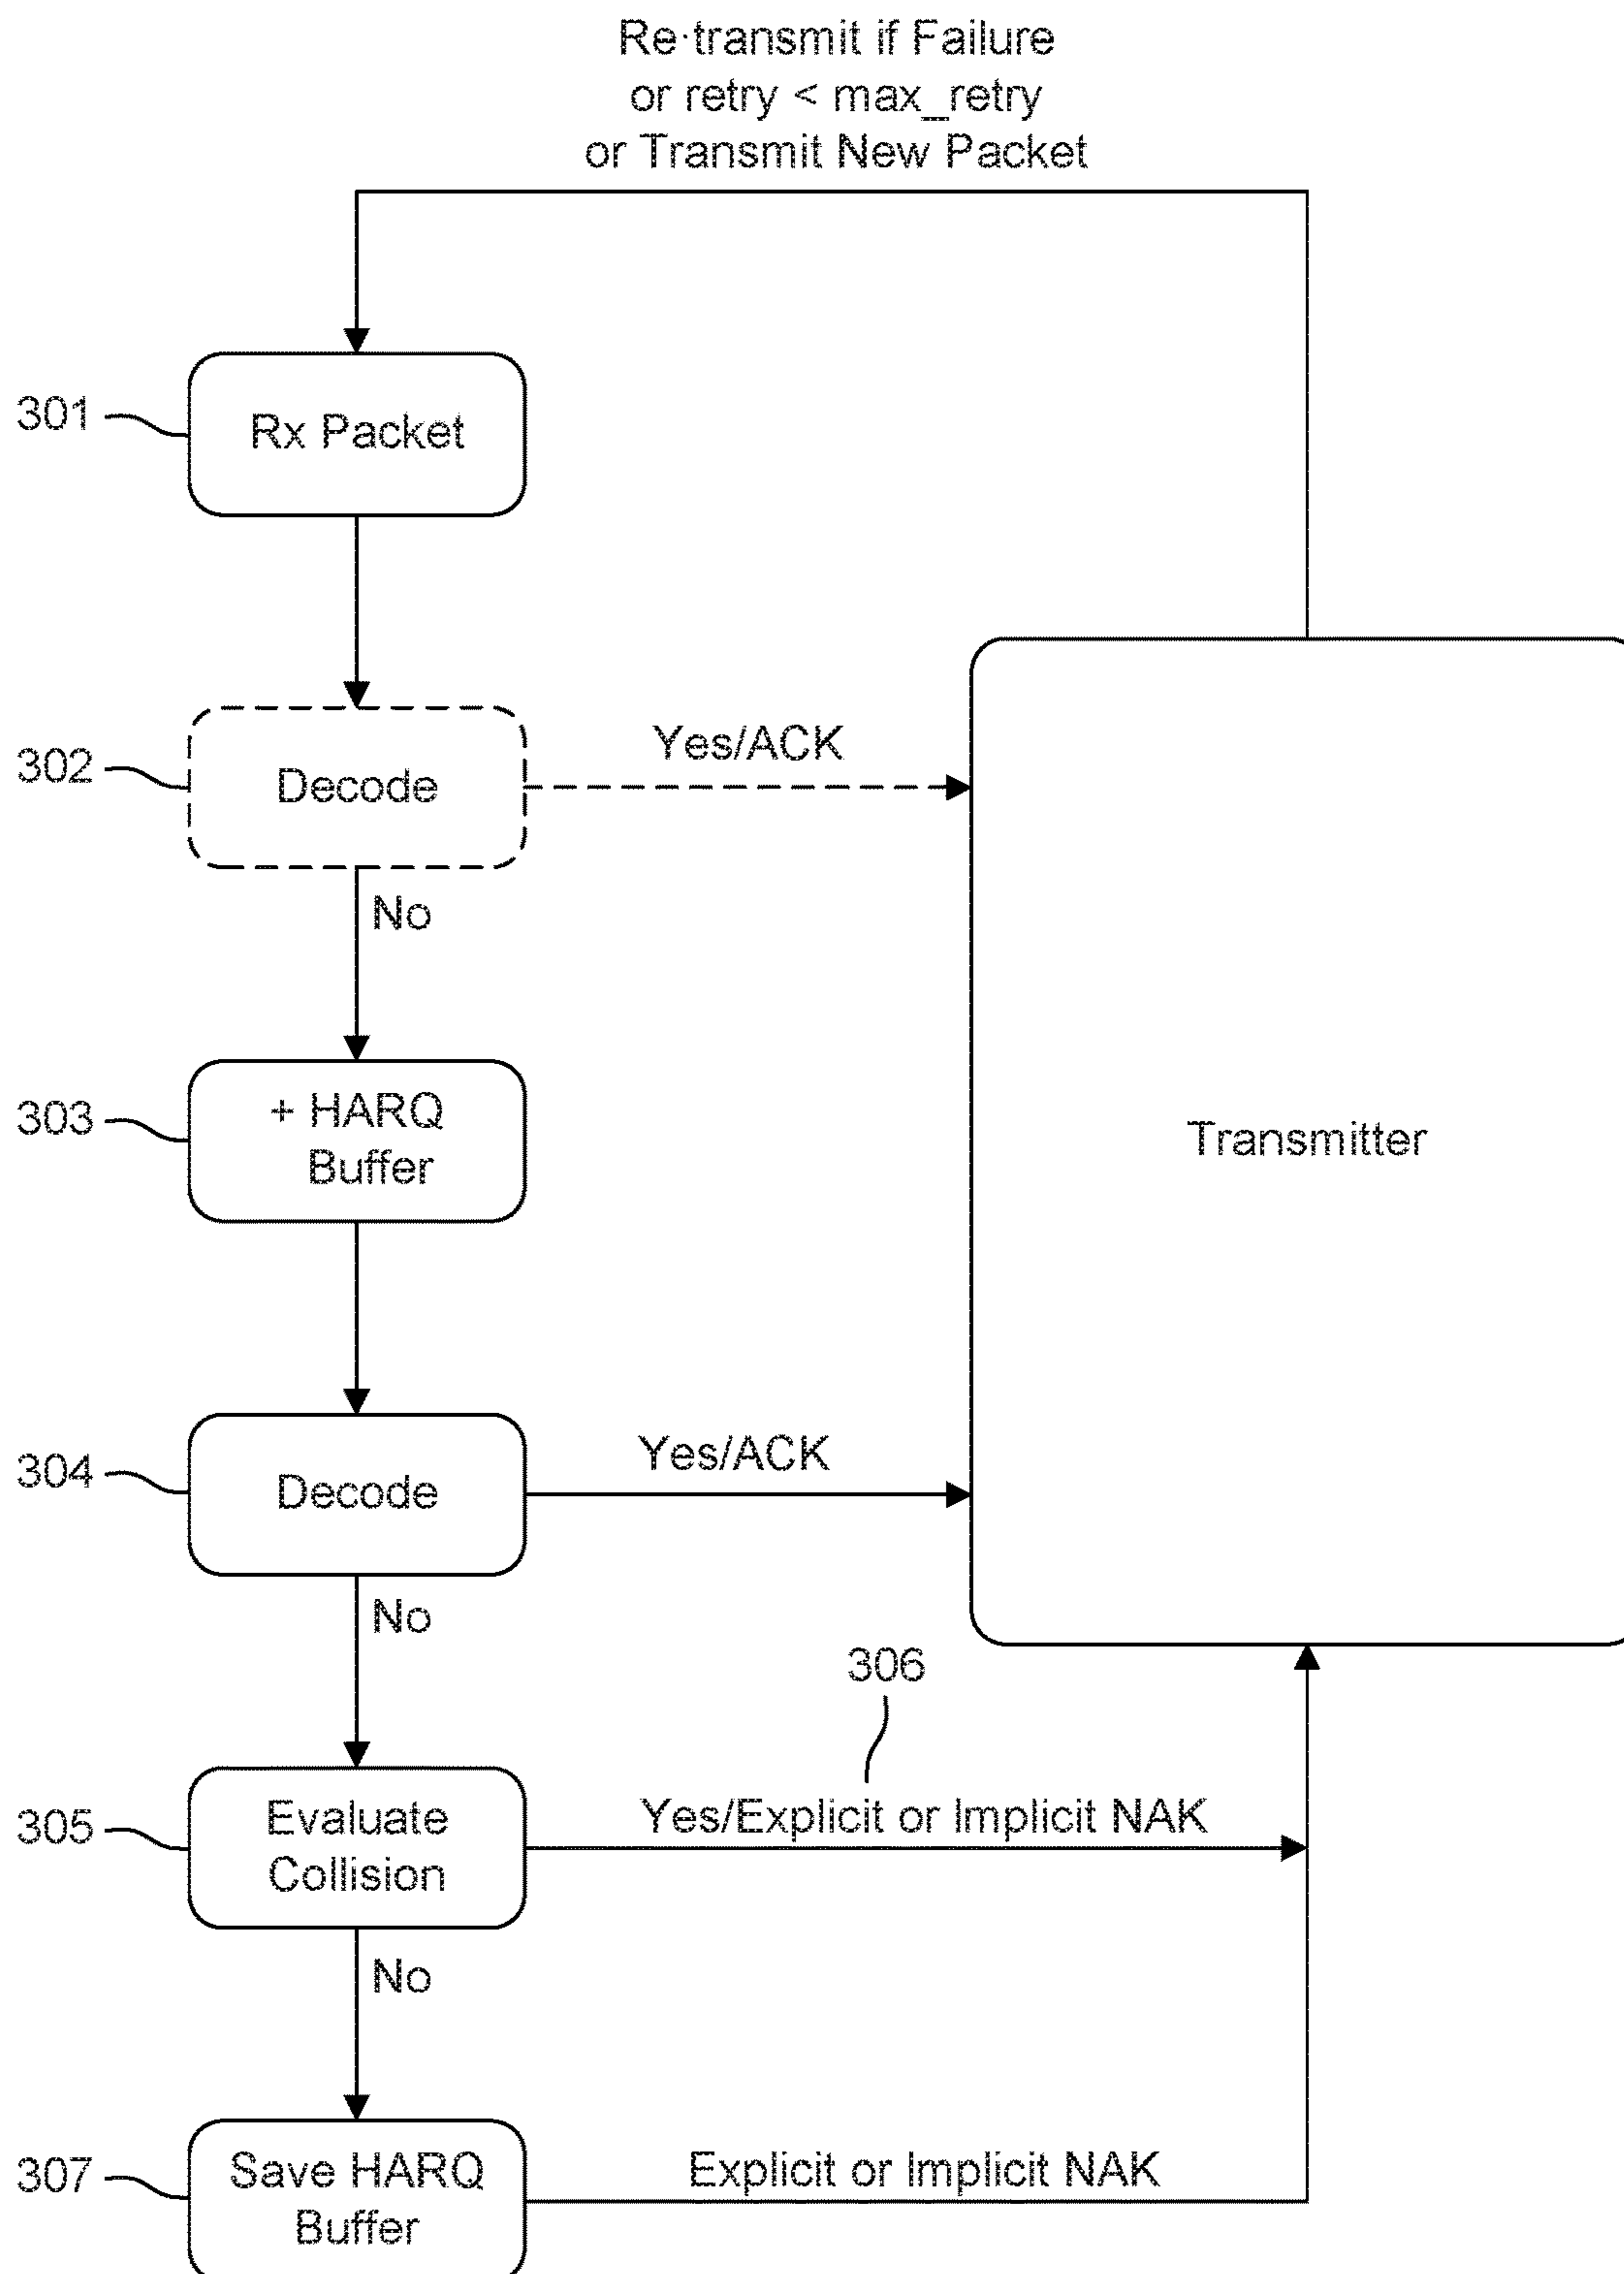 Re-transmit if Failure
or retry < max_retry
or Transmit New Packet
301
Rx Packet
302
Decode
Yes/ACK
No
303
+ HARQ
Buffer
Transmitter
304
Decode
Yes/ACK
No
306
305
Evaluate
Collision
Yes/Explicit or Implicit NAK
No
307
Save HARQ
Buffer
Explicit or Implicit NAK